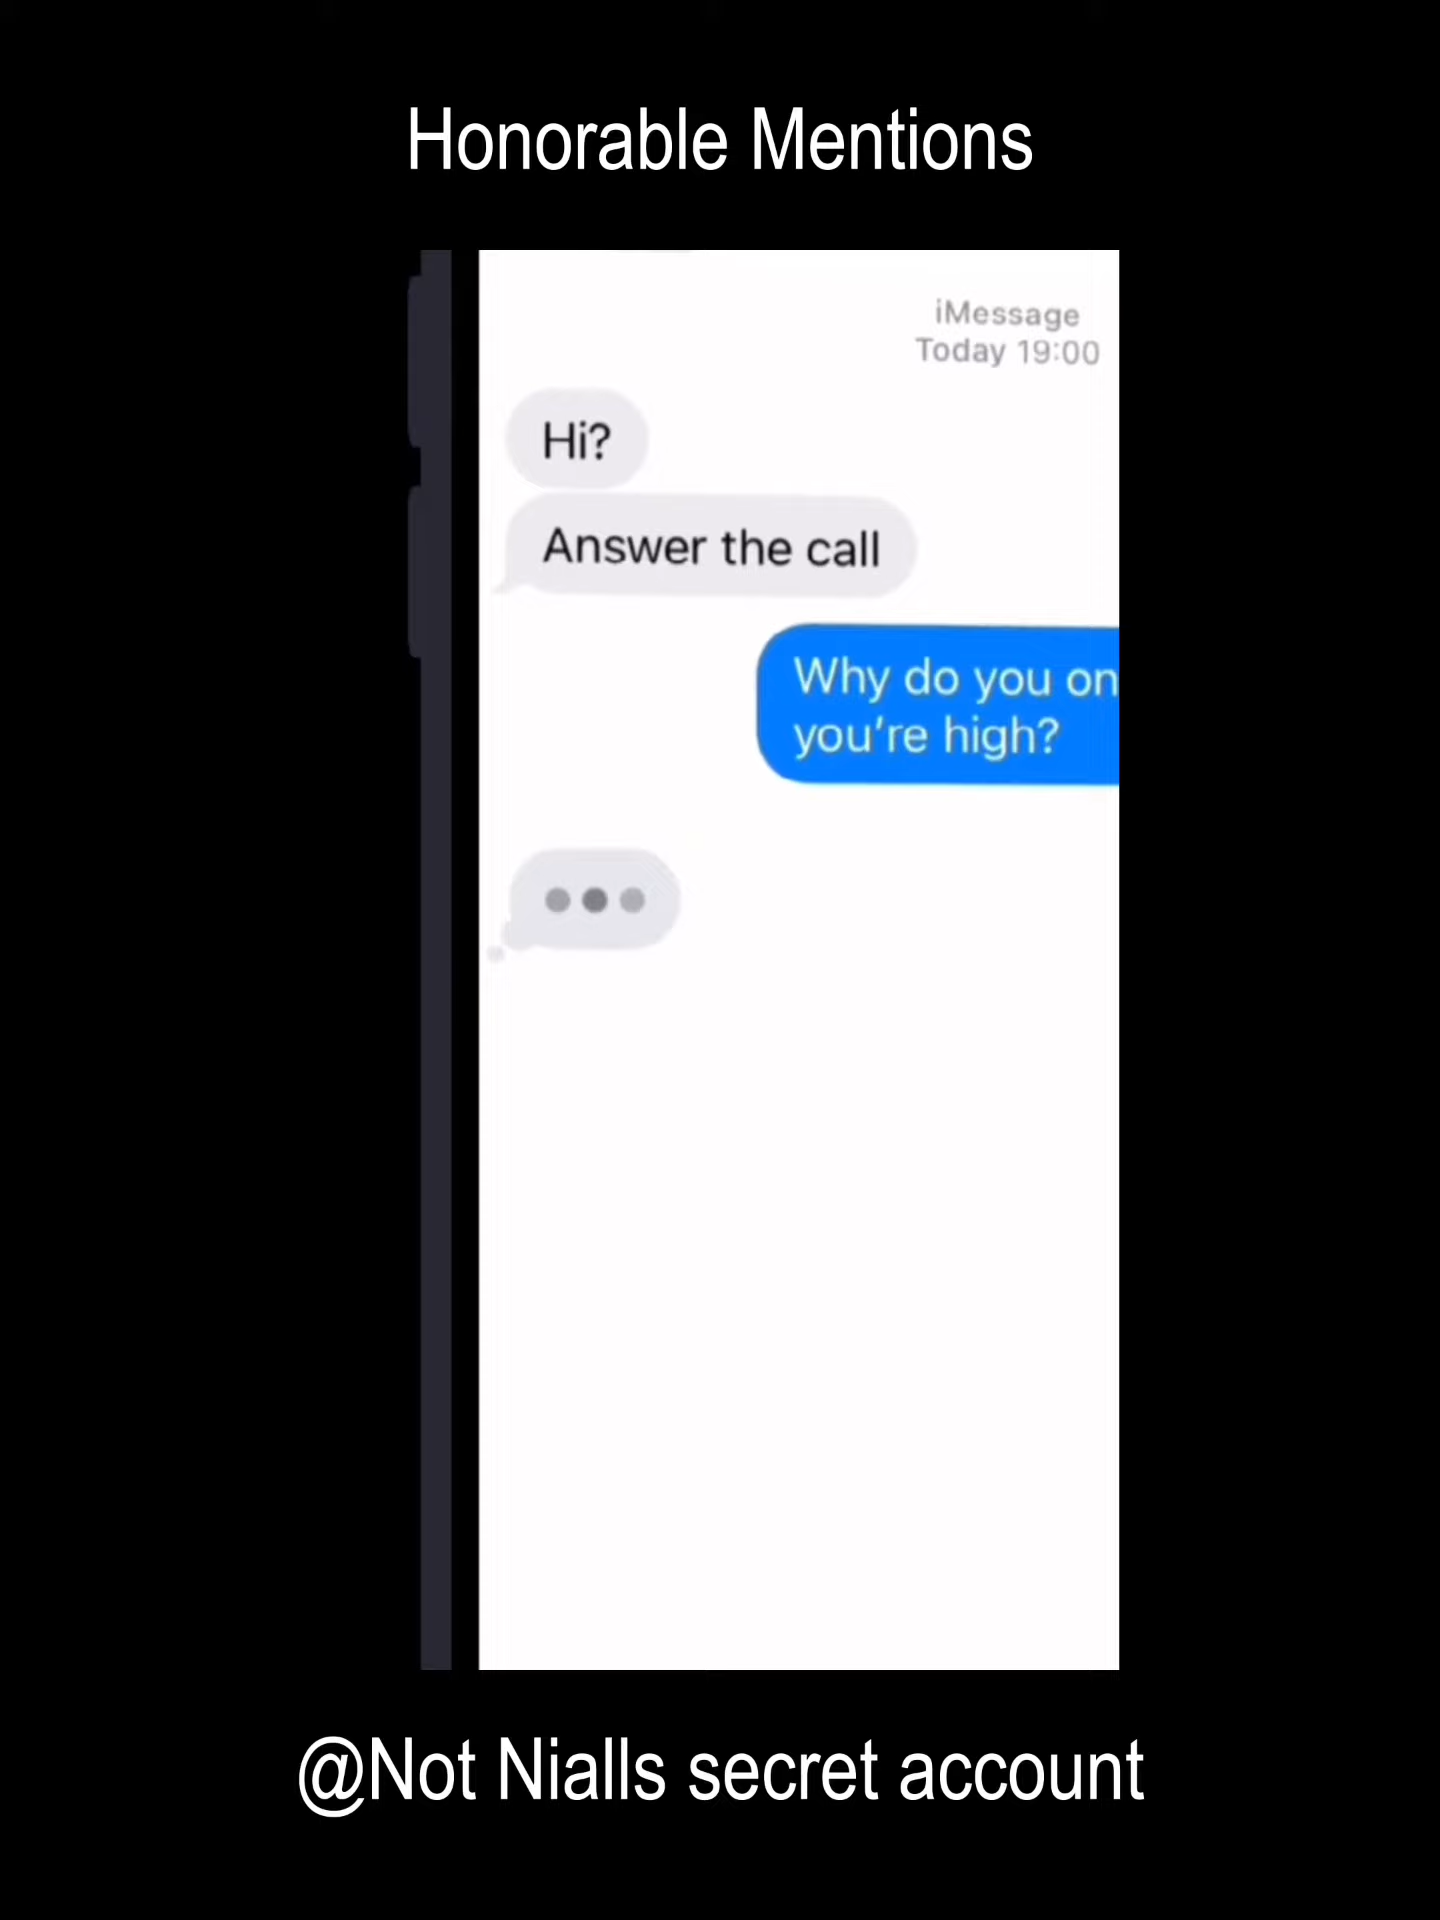 Honorable Mentions
iMessage
Today 19:00
Hi?
Answer the call
Why do you on
you're high?
@Not Nialls secret account